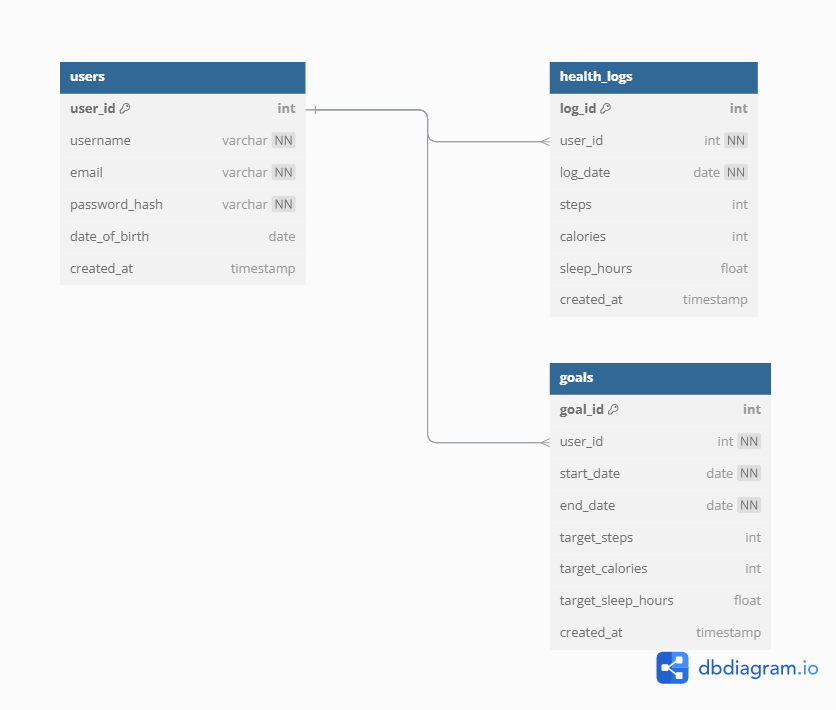 users
user_id int
username varchar NN
email varchar NN
password_hash varchar NN
date_of_birth date
created_at timestamp
health_logs
log_id int
user_id int NN
log_date date NN
steps int
calories int
sleep_hours float
created_at timestamp
goals
goal_id int
user_id int NN
start_date date NN
end_date date NN
target_steps int
target_calories int
target_sleep_hours float
created_at timestamp
dbdiagram.io